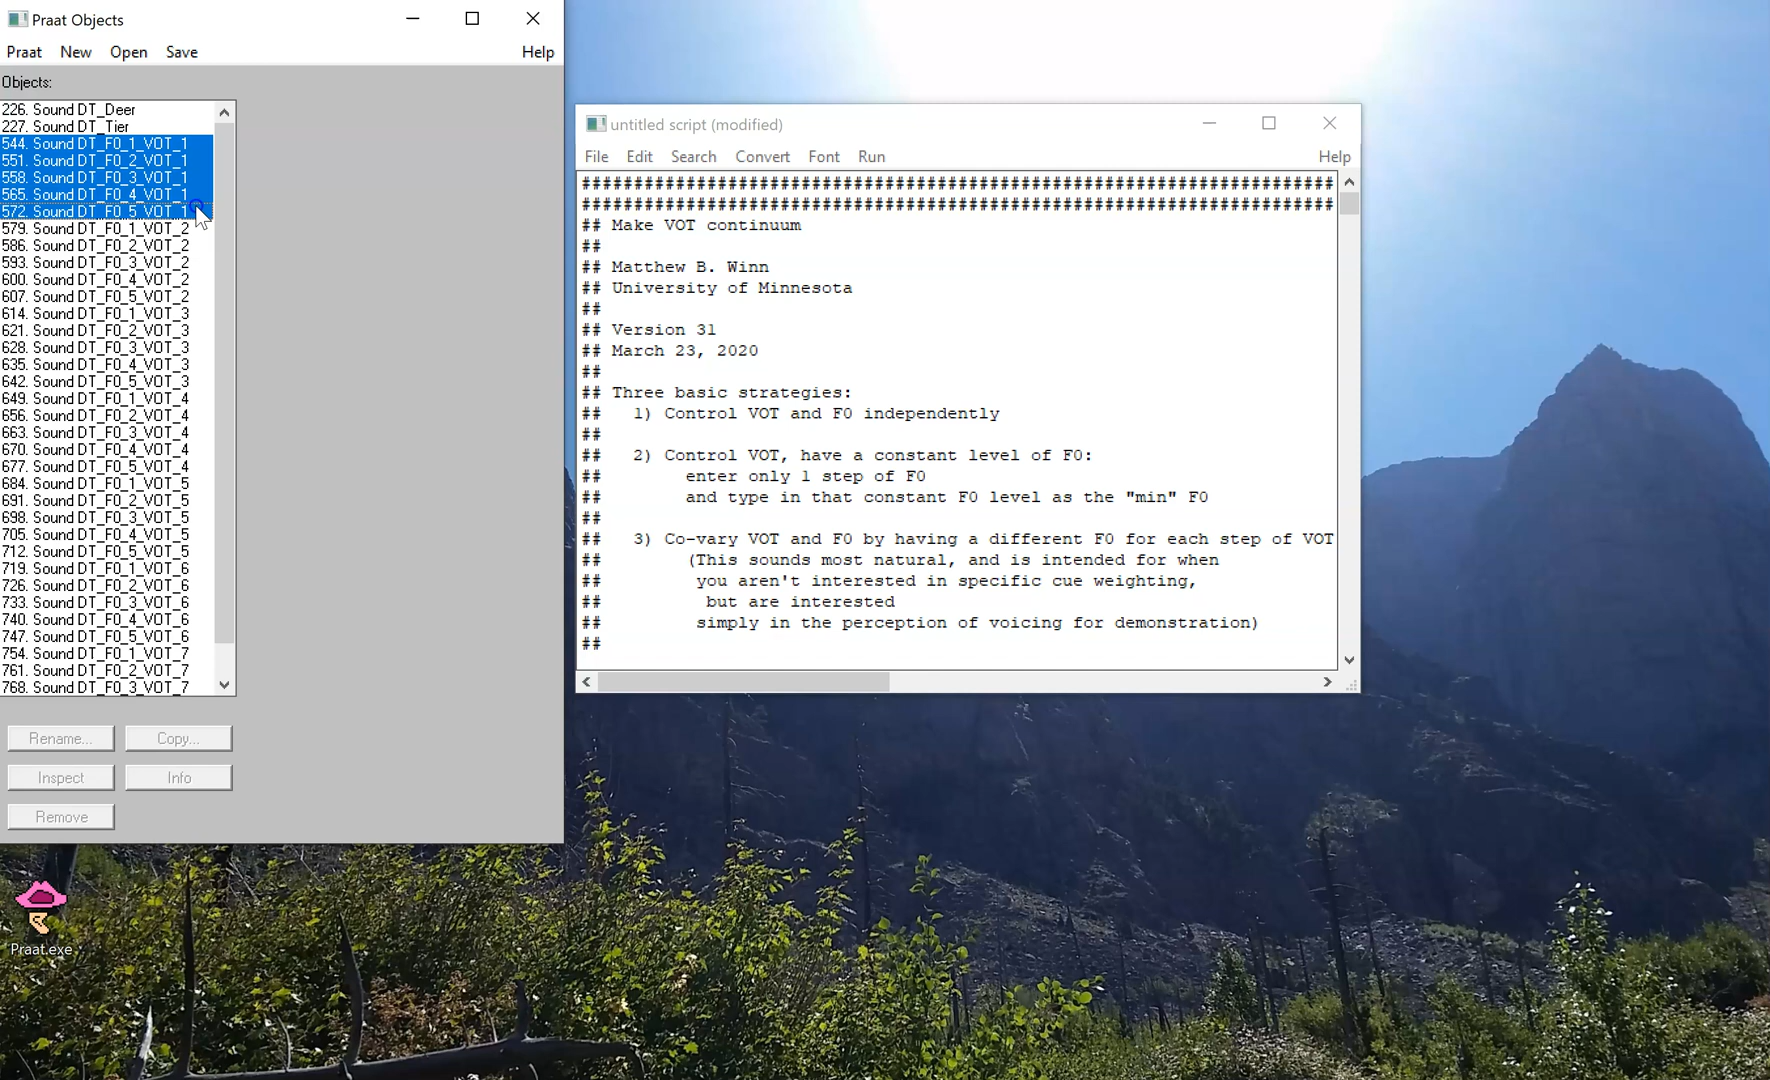 Praat Objects
Praat New Open Save Help
Objects:
226. Sound DT_Deer
227. Sound DT_Tier
544. Sound DT_F0_1_VOT_1
551. Sound DT_F0_2_VOT_1
558. Sound DT_F0_3_VOT_1
565. Sound DT_F0_4_VOT_1
572. Sound DT_F0_5_VOT_1
579. Sound DT_F0_1_VOT_2
586. Sound DT_F0_2_VOT_2
593. Sound DT_F0_3_VOT_2
600. Sound DT_F0_4_VOT_2
607. Sound DT_F0_5_VOT_2
614. Sound DT_F0_1_VOT_3
621. Sound DT_F0_2_VOT_3
628. Sound DT_F0_3_VOT_3
635. Sound DT_F0_4_VOT_3
642. Sound DT_F0_5_VOT_3
649. Sound DT_F0_1_VOT_4
656. Sound DT_F0_2_VOT_4
663. Sound DT_F0_3_VOT_4
670. Sound DT_F0_4_VOT_4
677. Sound DT_F0_5_VOT_4
684. Sound DT_F0_1_VOT_5
691. Sound DT_F0_2_VOT_5
698. Sound DT_F0_3_VOT_5
705. Sound DT_F0_4_VOT_5
712. Sound DT_F0_5_VOT_5
719. Sound DT_F0_1_VOT_6
726. Sound DT_F0_2_VOT_6
733. Sound DT_F0_3_VOT_6
740. Sound DT_F0_4_VOT_6
747. Sound DT_F0_5_VOT_6
754. Sound DT_F0_1_VOT_7
761. Sound DT_F0_2_VOT_7
768. Sound DT_F0_3_VOT_7
Rename... Copy...
Inspect Info
Remove
Praat.exe
untitled script (modified)
File Edit Search Convert Font Run Help
########################################################################
########################################################################
## Make VOT continuum
##
## Matthew B. Winn
## University of Minnesota
##
## Version 31
## March 23, 2020
##
## Three basic strategies:
## 1) Control VOT and F0 independently
##
## 2) Control VOT, have a constant level of F0:
## enter only 1 step of F0
## and type in that constant F0 level as the "min" F0
##
## 3) Co-vary VOT and F0 by having a different F0 for each step of VOT
## (This sounds most natural, and is intended for when
## you aren't interested in specific cue weighting,
## but are interested
## simply in the perception of voicing for demonstration)
##